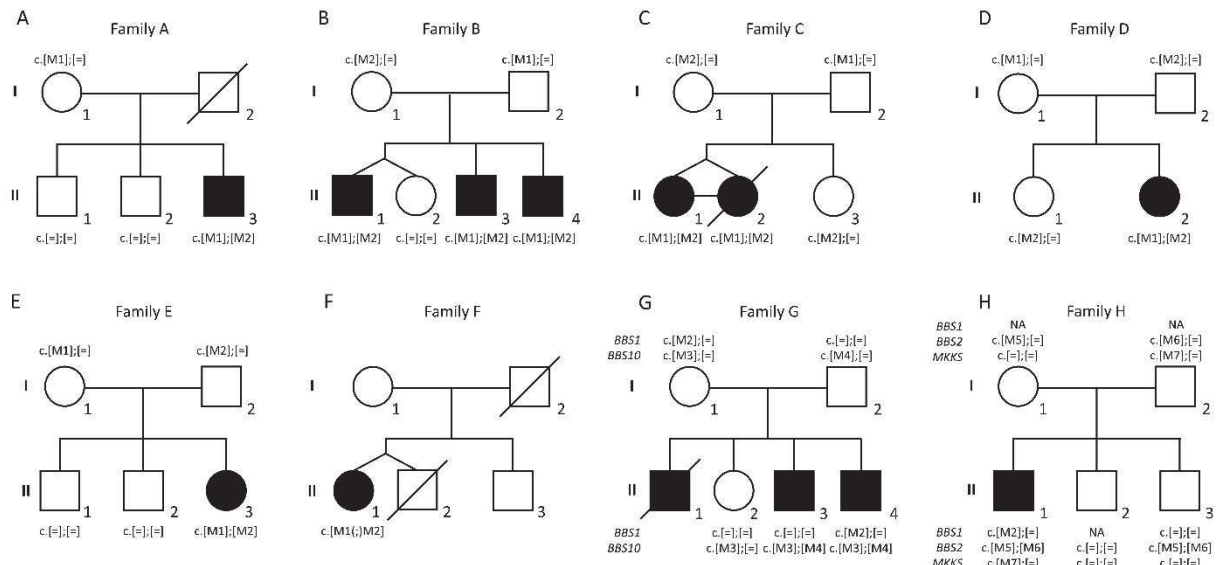 A
Family A
c.[M1];[=]
I
1
2
II
1
2
3
c.[=];[=]
c.[=];[=]
c.[M1];[M2]
B
Family B
c.[M2];[=]
c.[M1];[=]
I
1
2
II
1
2
3
4
c.[M1];[M2]
c.[=];[=]
c.[M1];[M2]
c.[M1];[M2]
C
Family C
c.[M2];[=]
c.[M1];[=]
I
1
2
II
1
2
3
c.[M1];[M2]
c.[M1];[M2]
c.[M2];[=]
D
Family D
c.[M1];[=]
c.[M2];[=]
I
1
2
II
1
2
c.[M2];[=]
c.[M1];[M2]
E
Family E
c.[M1];[=]
c.[M2];[=]
I
1
2
II
1
2
3
c.[=];[=]
c.[=];[=]
c.[M1];[M2]
F
Family F
I
1
2
II
1
2
3
c.[M1(;)M2]
G
Family G
BBS1 c.[M2];[=] c.[=];[=]
BBS10 c.[M3];[=] c.[M4];[=]
I
1
2
II
1
2
3
4
BBS1 c.[=];[=] c.[=];[=] c.[M2];[=]
BBS10 c.[M3];[=] c.[M3];[M4] c.[M3];[M4]
H
Family H
BBS1 NA NA
BBS2 c.[M5];[=] c.[M6];[=]
MKKS c.[=];[=] c.[M7];[=]
I
1
2
II
1
2
3
BBS1 c.[M2];[=] NA c.[=];[=]
BBS2 c.[M5];[M6] c.[=];[=] c.[M5];[M6]
MKKS c.[M7];[=] c.[=];[=] c.[=];[=]